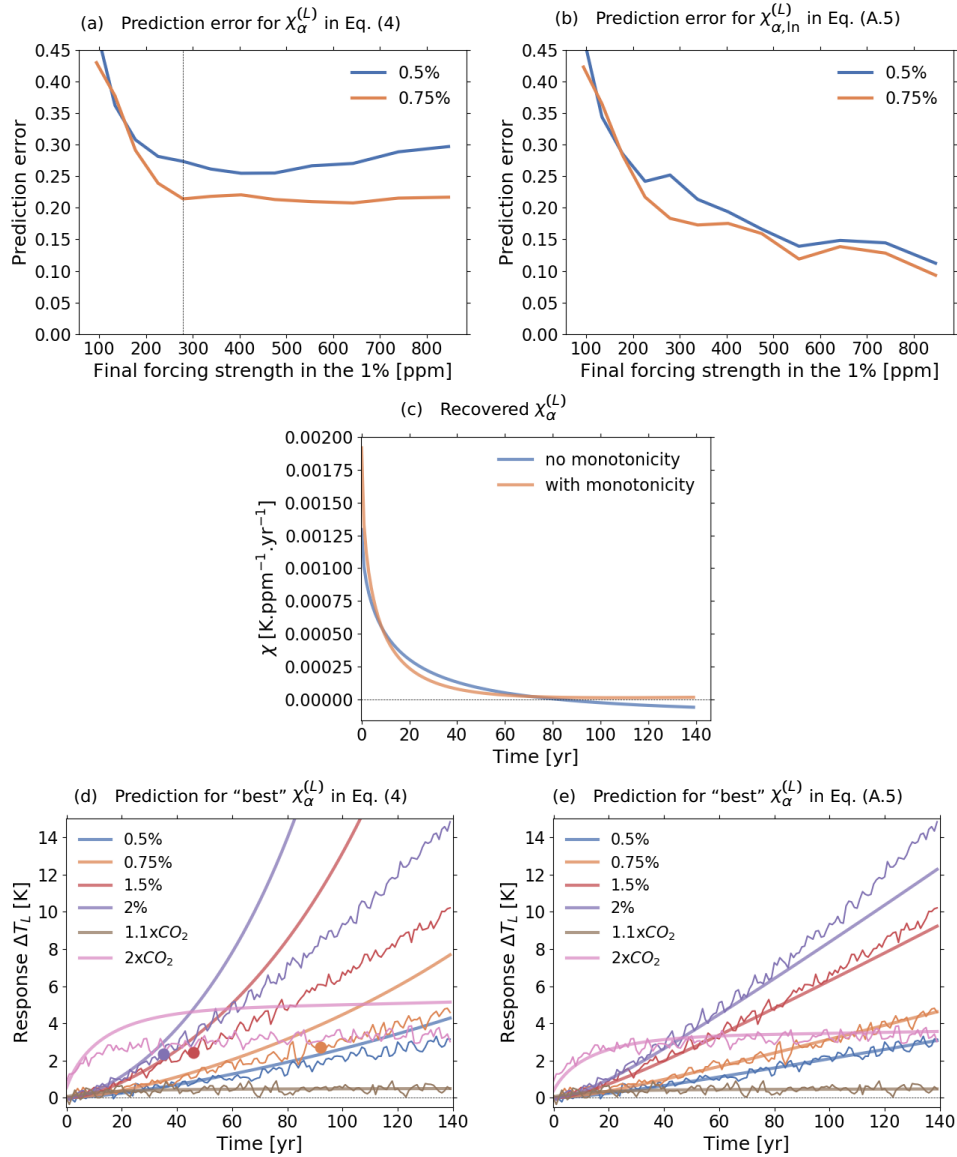 (a) Prediction error for χ_α^(L) in Eq. (4)
0.45
0.40
0.35
0.30
0.25
0.20
0.15
0.10
0.05
0.00
Prediction error
0.5%
0.75%
100 200 300 400 500 600 700 800
Final forcing strength in the 1% [ppm]
(b) Prediction error for χ_α,ln^(L) in Eq. (A.5)
0.45
0.40
0.35
0.30
0.25
0.20
0.15
0.10
0.05
0.00
Prediction error
0.5%
0.75%
100 200 300 400 500 600 700 800
Final forcing strength in the 1% [ppm]
(c) Recovered χ_α^(L)
0.00200
0.00175
0.00150
0.00125
0.00100
0.00075
0.00050
0.00025
0.00000
χ [K.ppm⁻¹.yr⁻¹]
no monotonicity
with monotonicity
0 20 40 60 80 100 120 140
Time [yr]
(d) Prediction for “best” χ_α^(L) in Eq. (4)
14
12
10
8
6
4
2
0
Response ΔT_L [K]
0.5%
0.75%
1.5%
2%
1.1xCO₂
2xCO₂
0 20 40 60 80 100 120 140
Time [yr]
(e) Prediction for “best” χ_α^(L) in Eq. (A.5)
14
12
10
8
6
4
2
0
Response ΔT_L [K]
0.5%
0.75%
1.5%
2%
1.1xCO₂
2xCO₂
0 20 40 60 80 100 120 140
Time [yr]